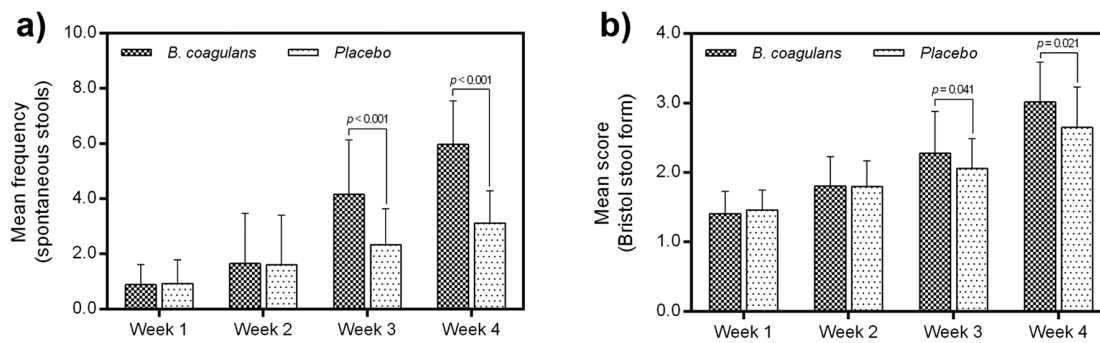 a)
B. coagulans Placebo
10.0
8.0
6.0
4.0
2.0
0.0
Mean frequency
(spontaneous stools)
p < 0.001
p < 0.001
Week 1 Week 2 Week 3 Week 4
b)
B. coagulans Placebo
4.0
3.0
2.0
1.0
0.0
Mean score
(Bristol stool form)
p = 0.041
p = 0.021
Week 1 Week 2 Week 3 Week 4